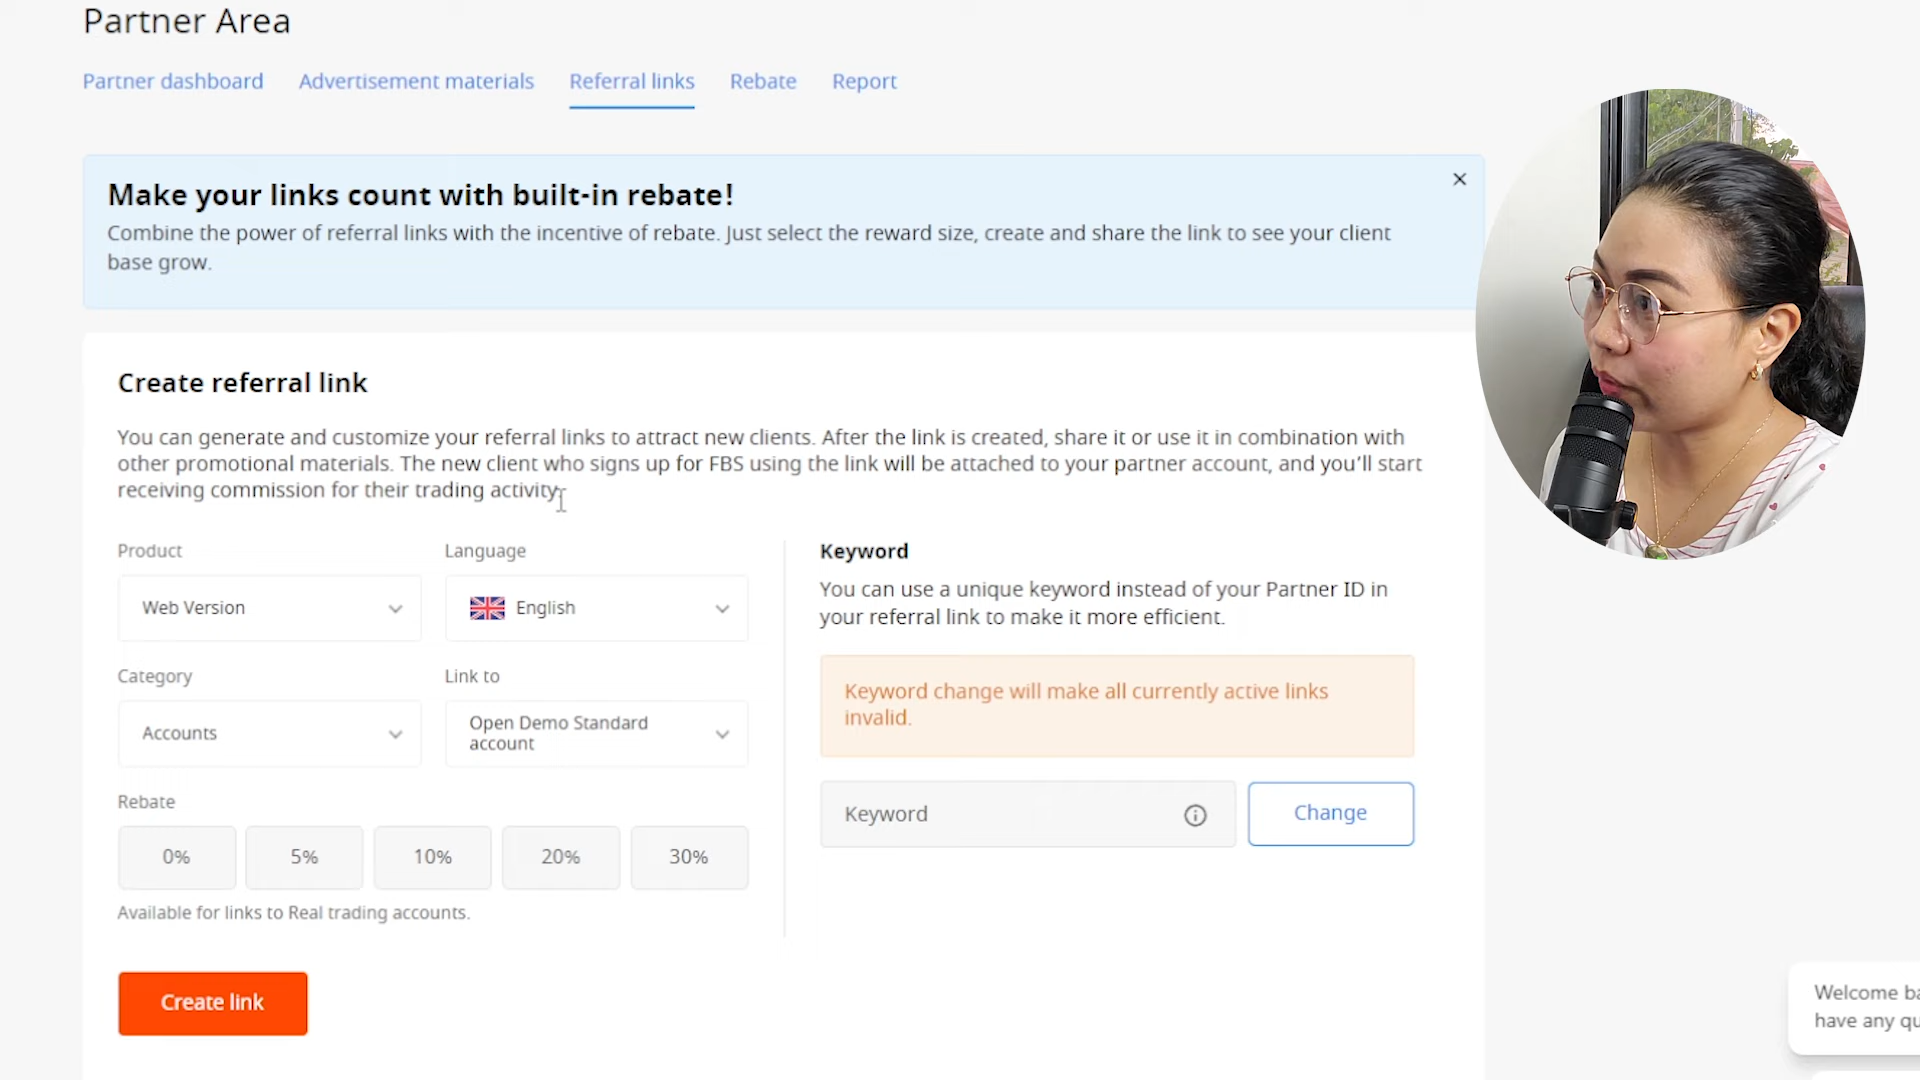 Partner Area
Partner dashboard
Advertisement materials
Referral links
Rebate
Report
Make your links count with built-in rebate!
Combine the power of referral links with the incentive of rebate. Just select the reward size, create and share the link to see your client
base grow.
Create referral link
You can generate and customize your referral links to attract new clients. After the link is created, share it or use it in combination with
other promotional materials. The new client who signs up for FBS using the link will be attached to your partner account, and you'll start
receiving commission for their trading activity.
Product
Language
Web Version
English
Category
Link to
Accounts
Open Demo Standard
account
Rebate
0%
5%
10%
20%
30%
Available for links to Real trading accounts.
Create link
Keyword
You can use a unique keyword instead of your Partner ID in
your referral link to make it more efficient.
Keyword change will make all currently active links
invalid.
Keyword
Change
Welcome ba
have any qu